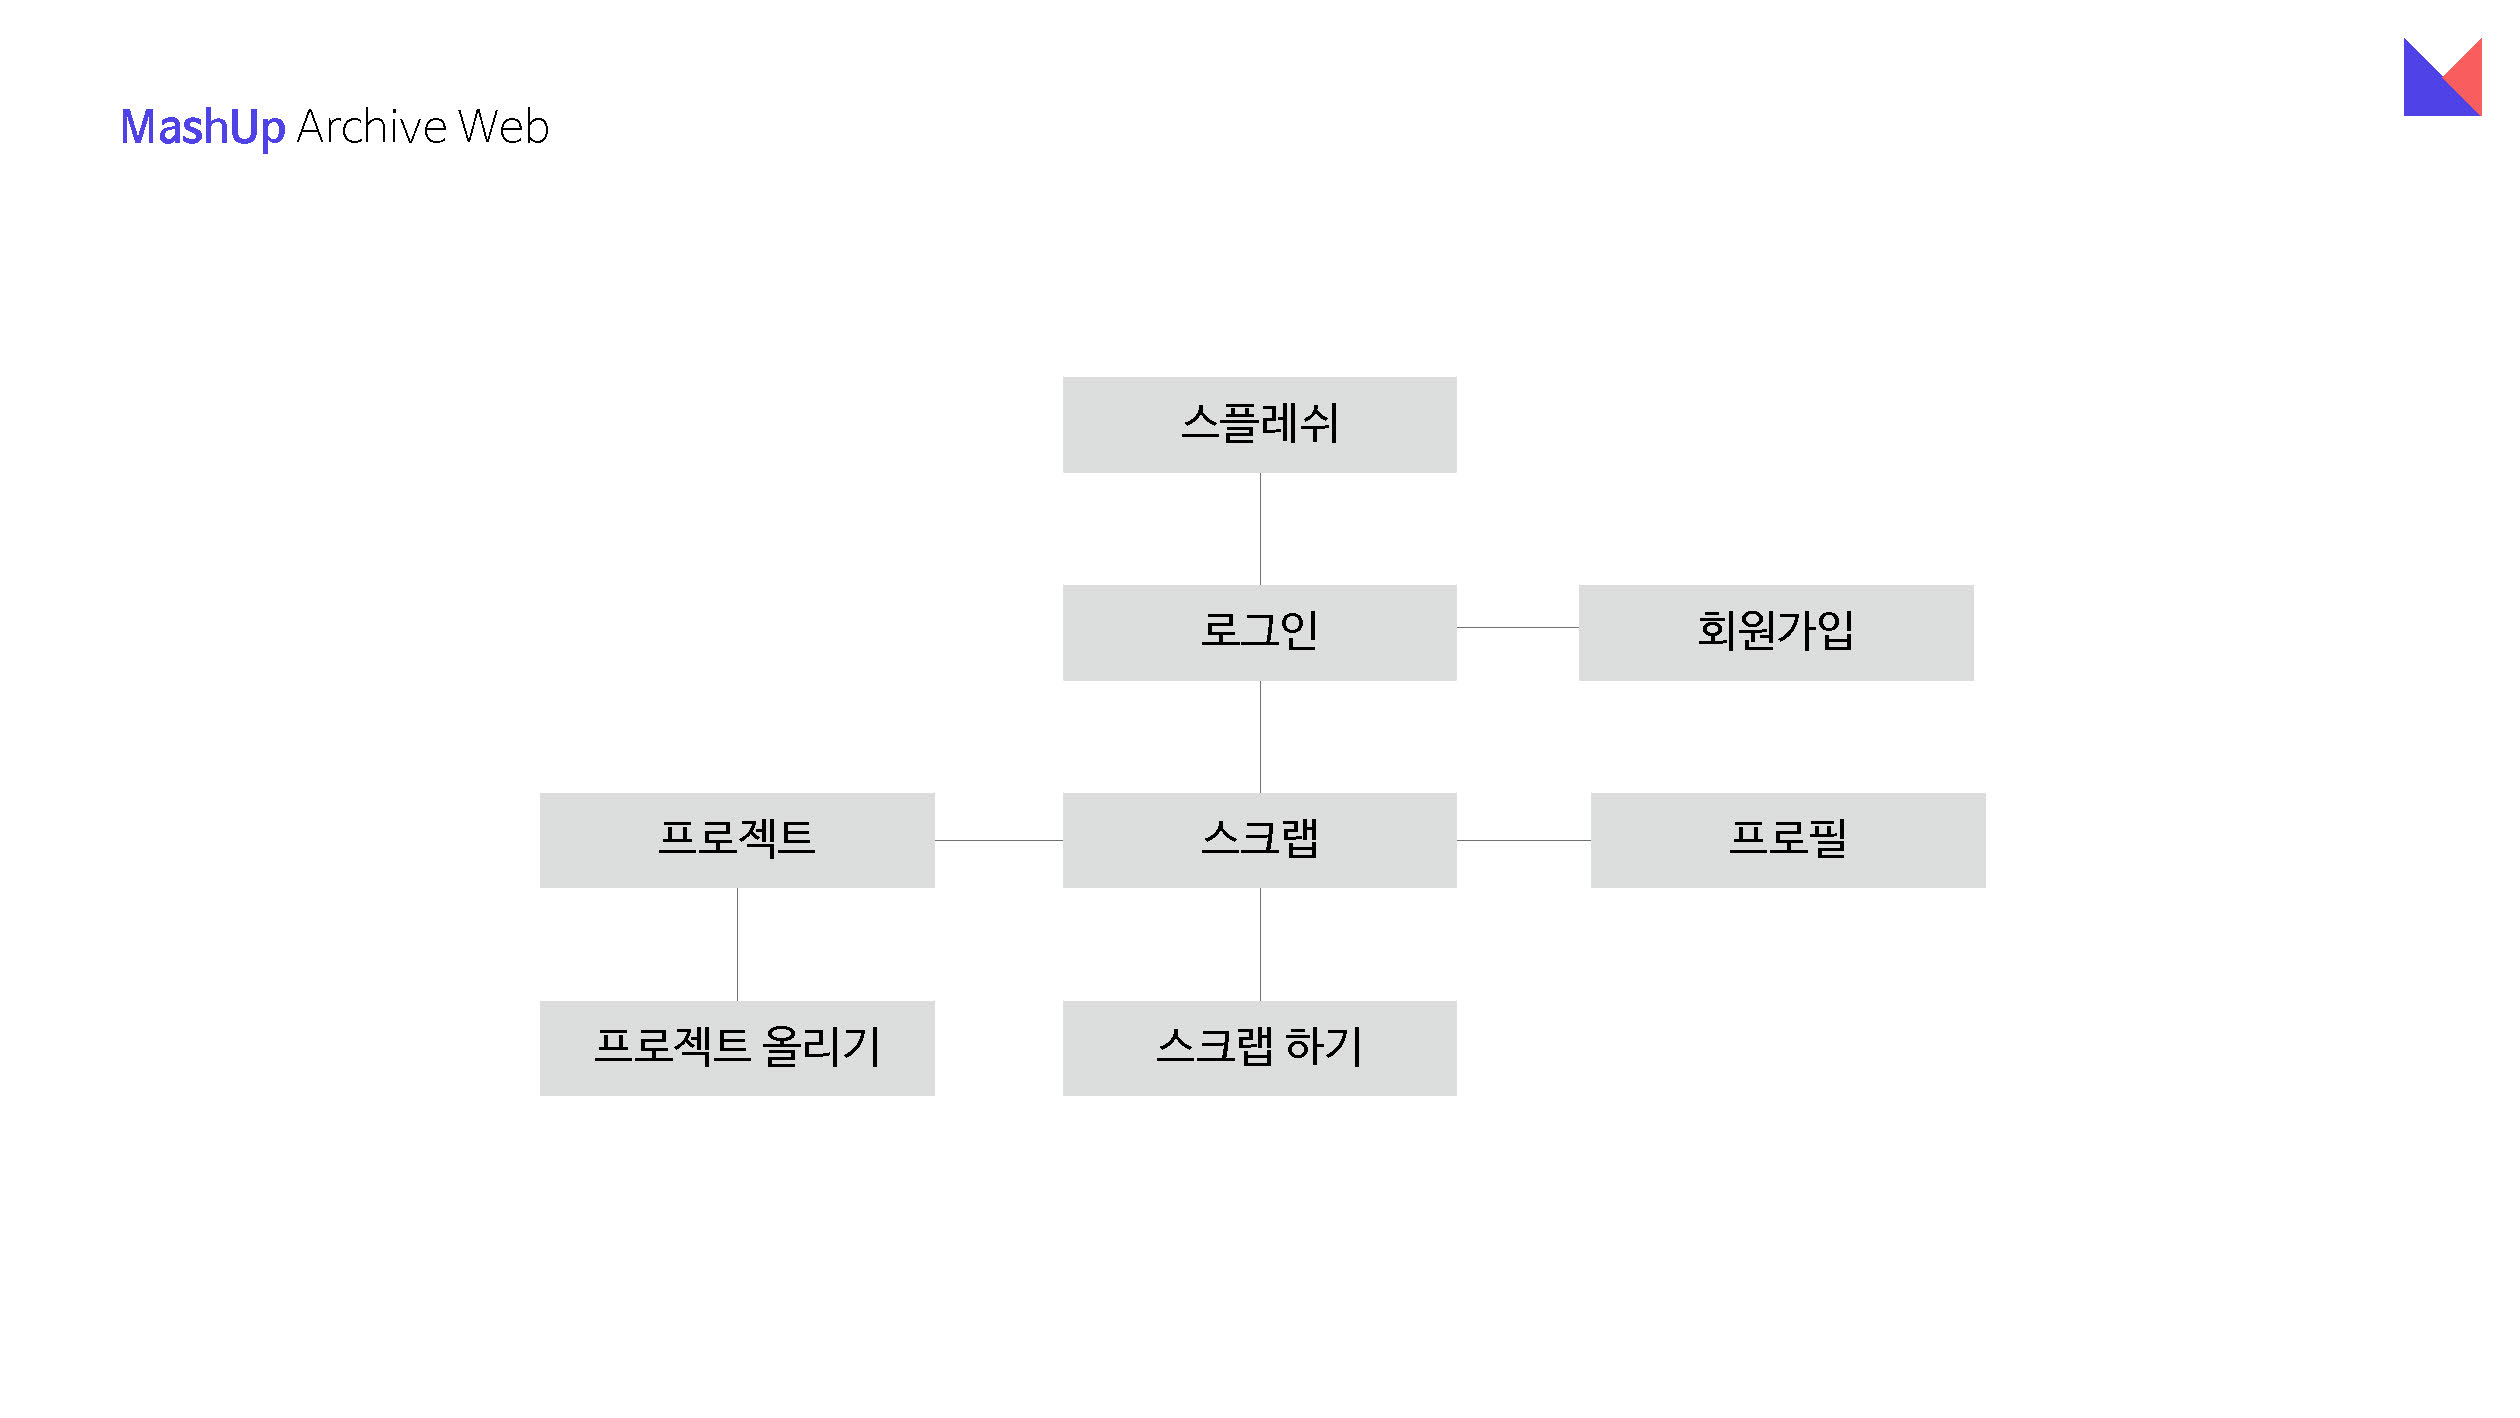 MashUp Archive Web
스플레쉬
로그인
회원가입
프로젝트
스크랩
프로필
프로젝트 올리기
스크랩 하기